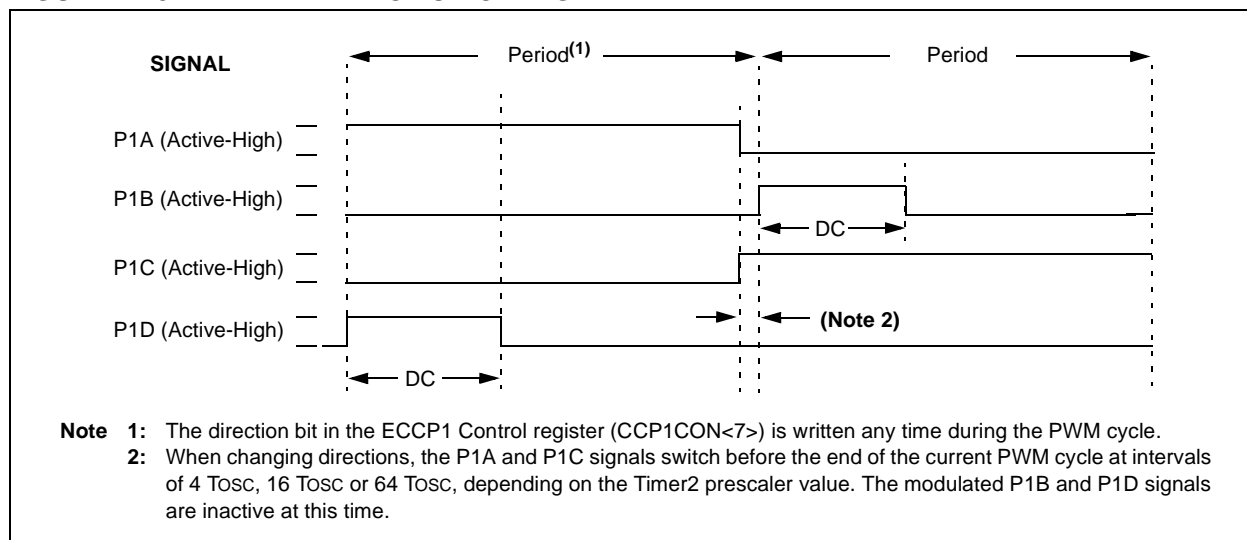 SIGNAL
Period(1)
Period
P1A (Active-High)
P1B (Active-High)
DC
P1C (Active-High)
P1D (Active-High)
(Note 2)
DC
Note 1: The direction bit in the ECCP1 Control register (CCP1CON<7>) is written any time during the PWM cycle.
2: When changing directions, the P1A and P1C signals switch before the end of the current PWM cycle at intervals
of 4 TOSC, 16 TOSC or 64 TOSC, depending on the Timer2 prescaler value. The modulated P1B and P1D signals
are inactive at this time.